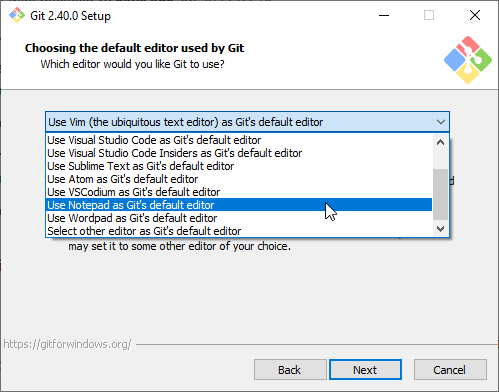 Git 2.40.0 Setup
Choosing the default editor used by Git
Which editor would you like Git to use?
Use Vim (the ubiquitous text editor) as Git's default editor
Use Visual Studio Code as Git's default editor
Use Visual Studio Code Insiders as Git's default editor
Use Sublime Text as Git's default editor
Use Atom as Git's default editor
Use VSCodium as Git's default editor
Use Notepad as Git's default editor
Use Wordpad as Git's default editor
Select other editor as Git's default editor
may set it to some other editor of your choice.
https://gitforwindows.org/
Back
Next
Cancel